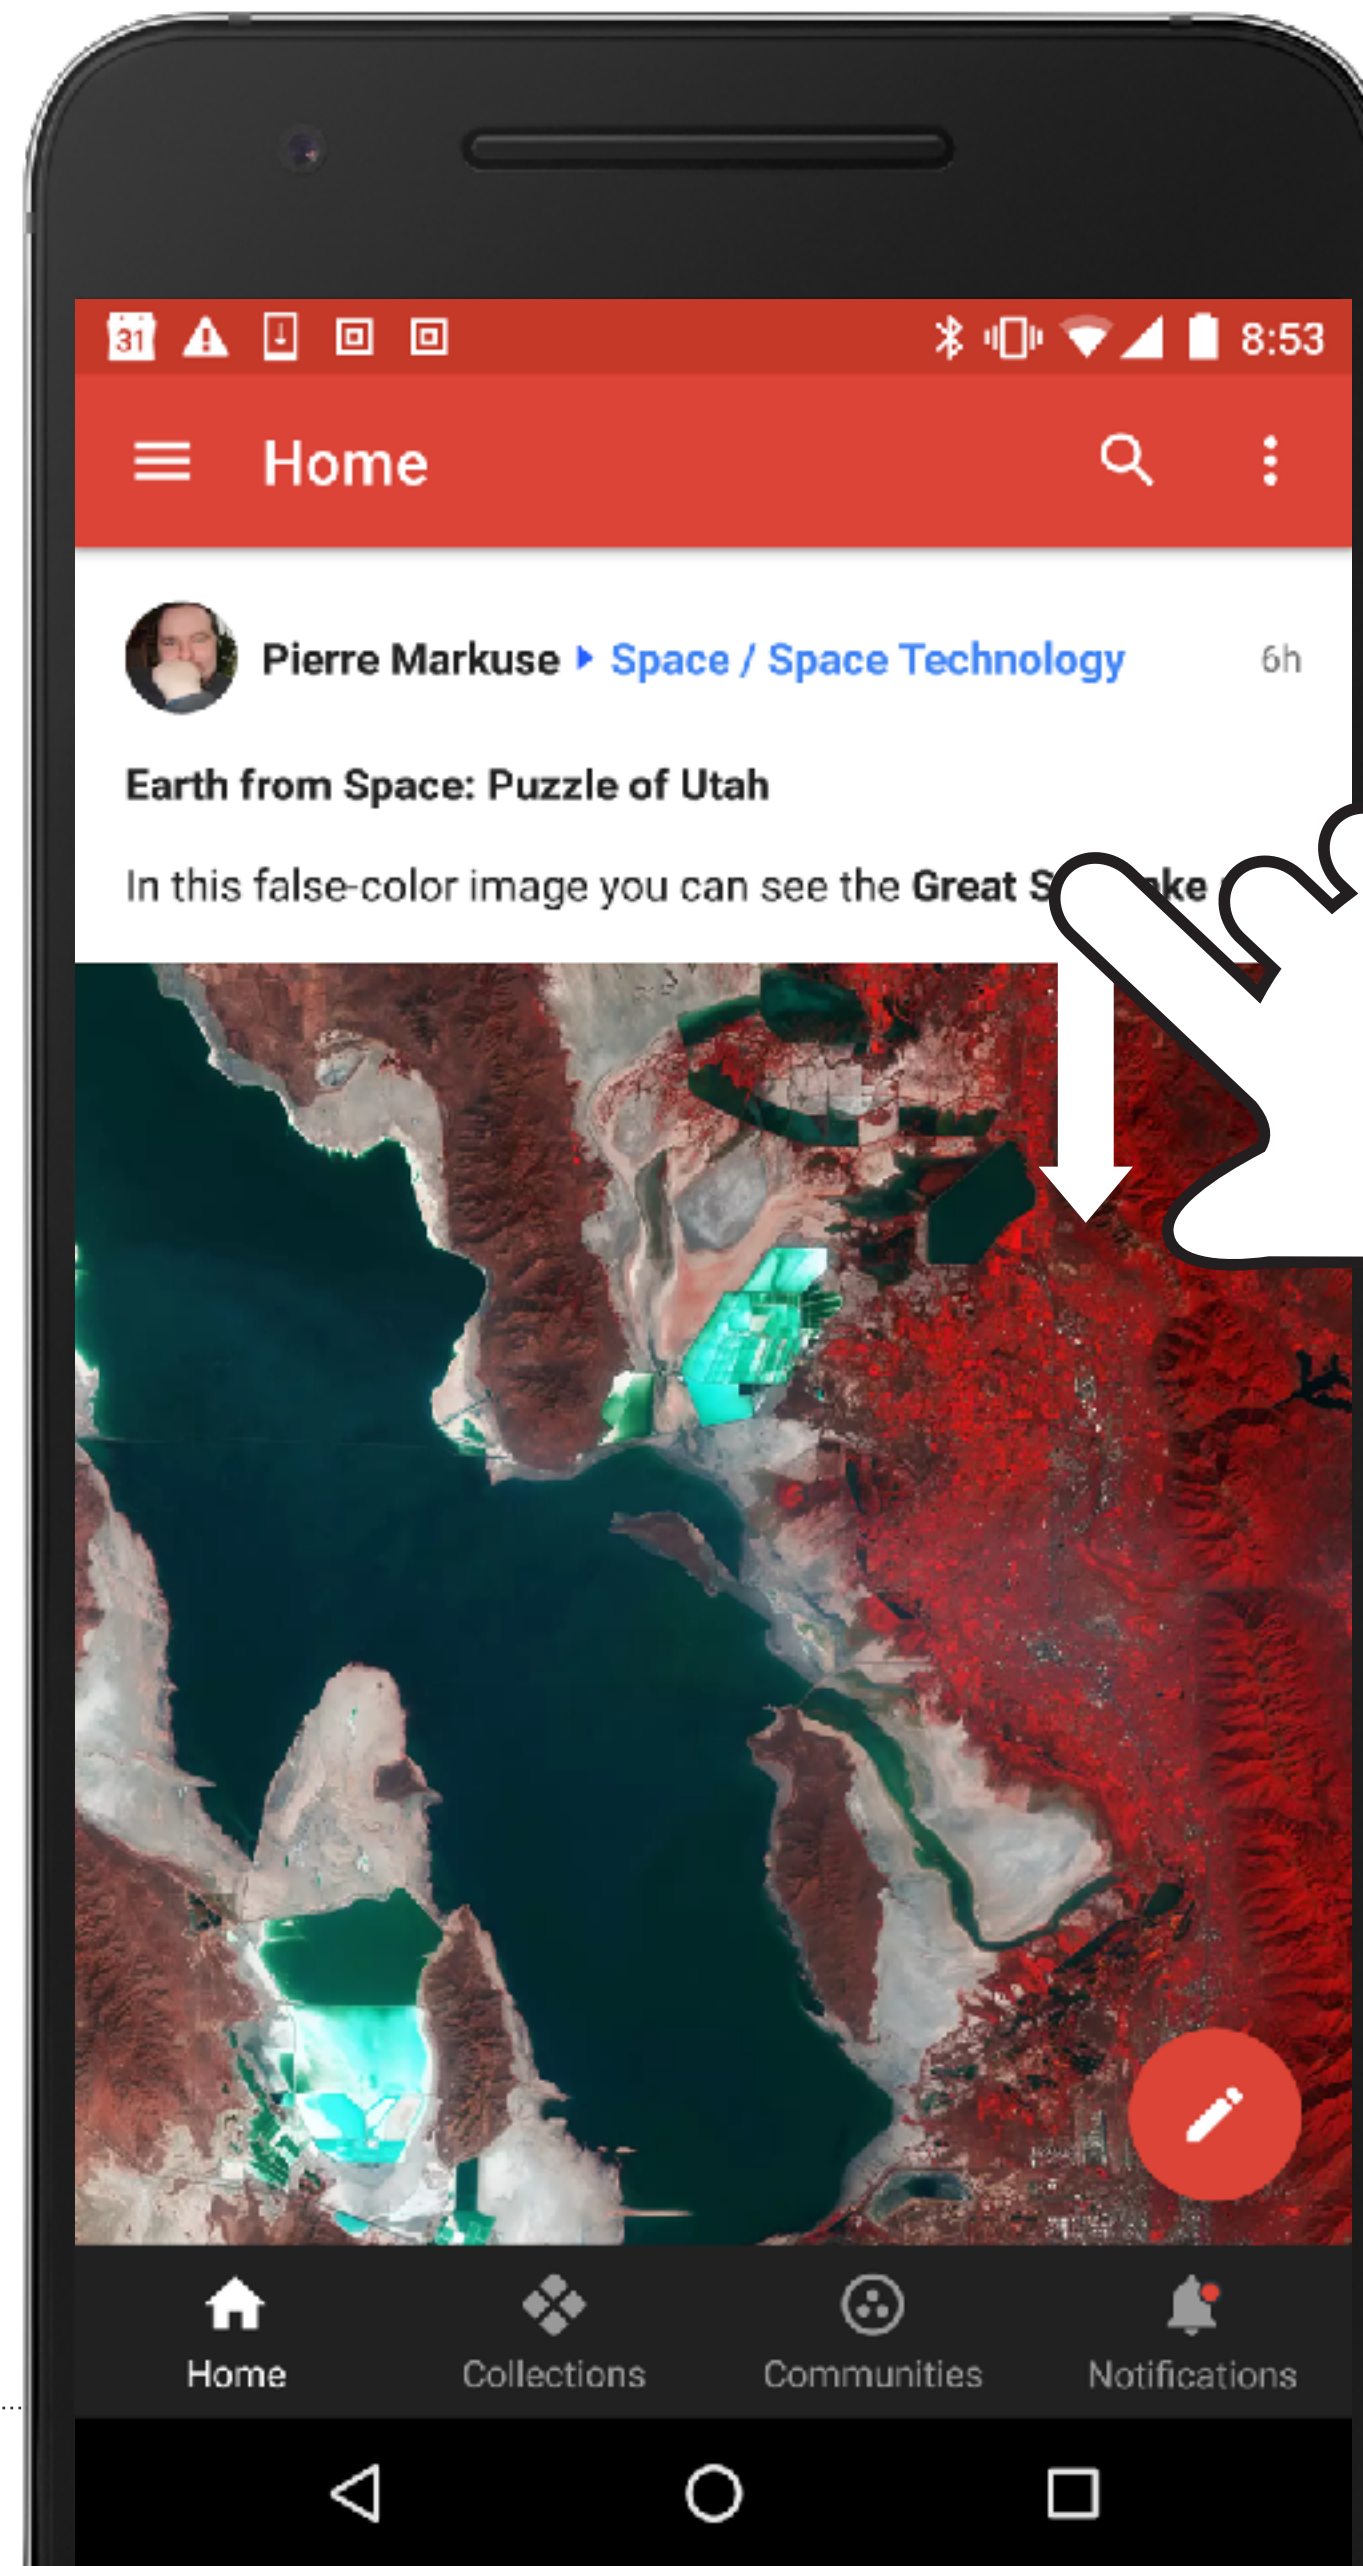 31 8:53
Home
Pierre Markuse Space / Space Technology 6h
Earth from Space: Puzzle of Utah
In this false-color image you can see the Great
Home Collections Communities Notifications